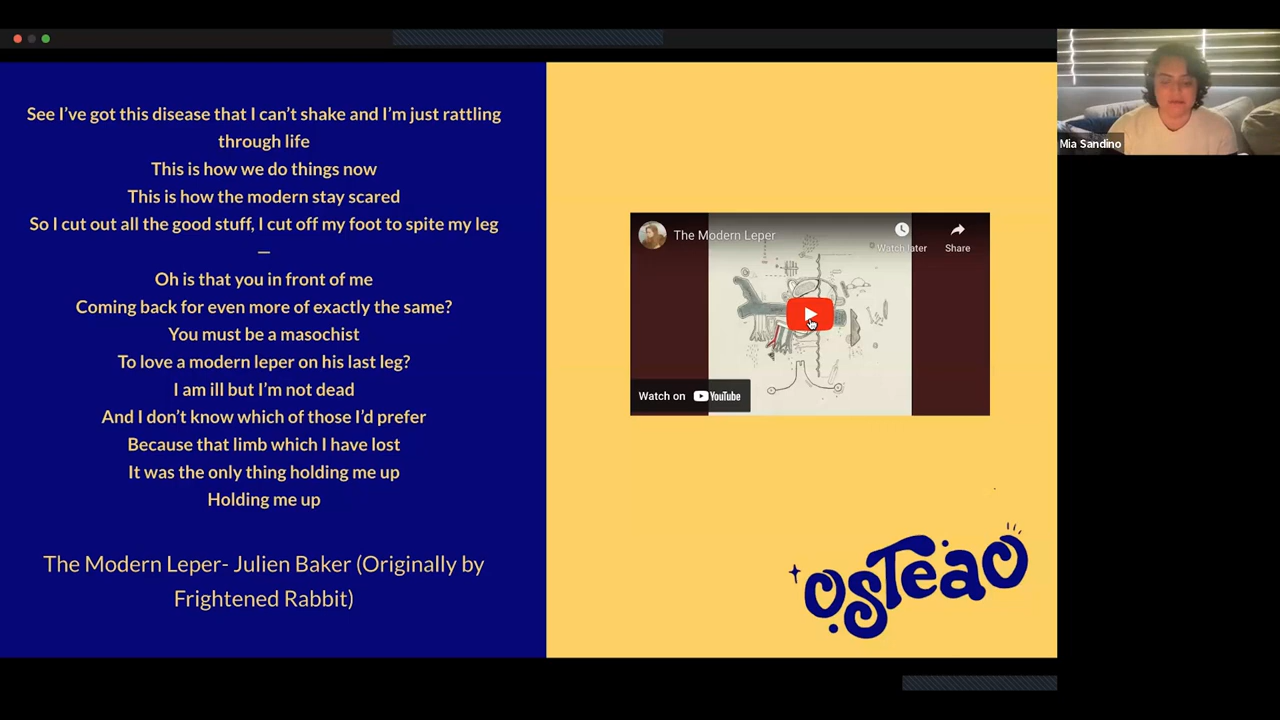 See I've got this disease that I can't shake and I'm just rattling
through life
This is how we do things now
This is how the modern stay scared
So I cut out all the good stuff, I cut off my foot to spite my leg
—
Oh is that you in front of me
Coming back for even more of exactly the same?
You must be a masochist
To love a modern leper on his last leg?
I am ill but I'm not dead
And I don't know which of those I'd prefer
Because that limb which I have lost
It was the only thing holding me up
Holding me up
The Modern Leper- Julien Baker (Originally by
Frightened Rabbit)
The Modern Leper
Watch later
Share
Watch on YouTube
OSTEAO
Mia Sandino